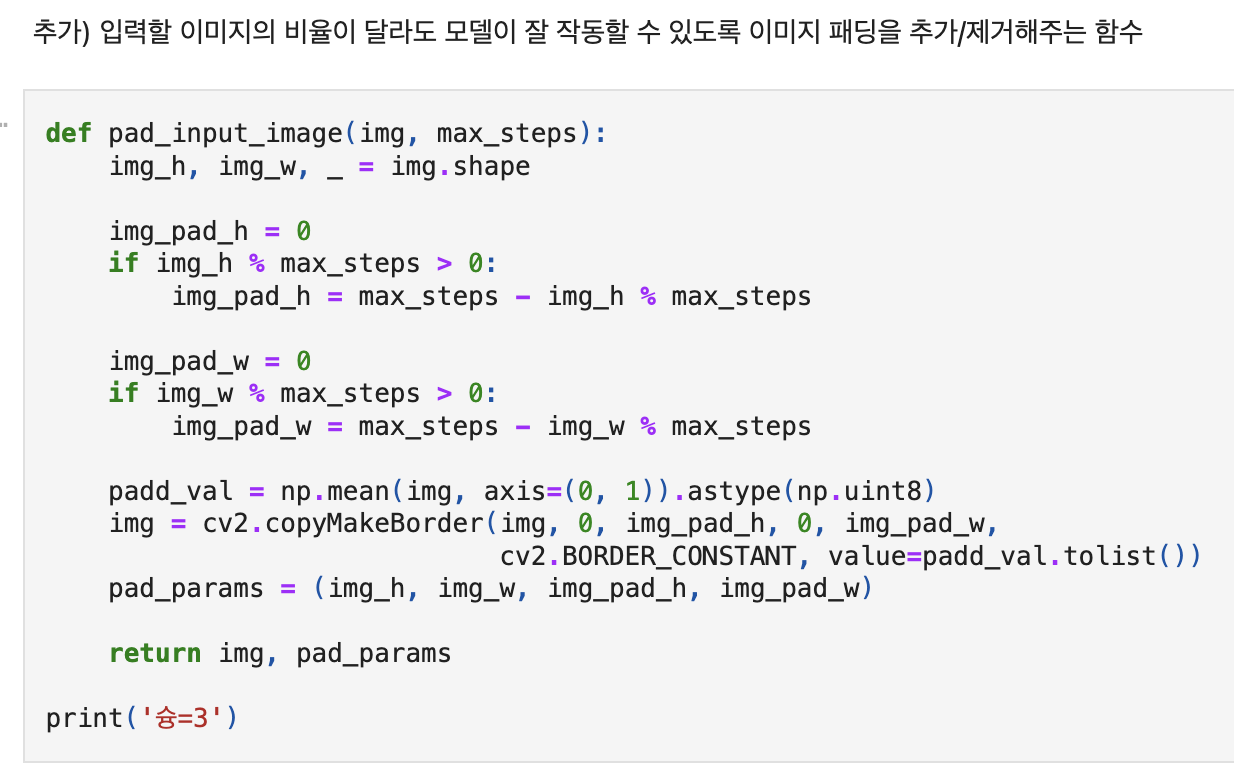 추가) 입력할 이미지의 비율이 달라도 모델이 잘 작동할 수 있도록 이미지 패딩을 추가/제거해주는 함수
def pad_input_image(img, max_steps):
    img_h, img_w, _ = img.shape

    img_pad_h = 0
    if img_h % max_steps > 0:
        img_pad_h = max_steps - img_h % max_steps

    img_pad_w = 0
    if img_w % max_steps > 0:
        img_pad_w = max_steps - img_w % max_steps

    padd_val = np.mean(img, axis=(0, 1)).astype(np.uint8)
    img = cv2.copyMakeBorder(img, 0, img_pad_h, 0, img_pad_w,
                             cv2.BORDER_CONSTANT, value=padd_val.tolist())
    pad_params = (img_h, img_w, img_pad_h, img_pad_w)

    return img, pad_params

print('슝=3')